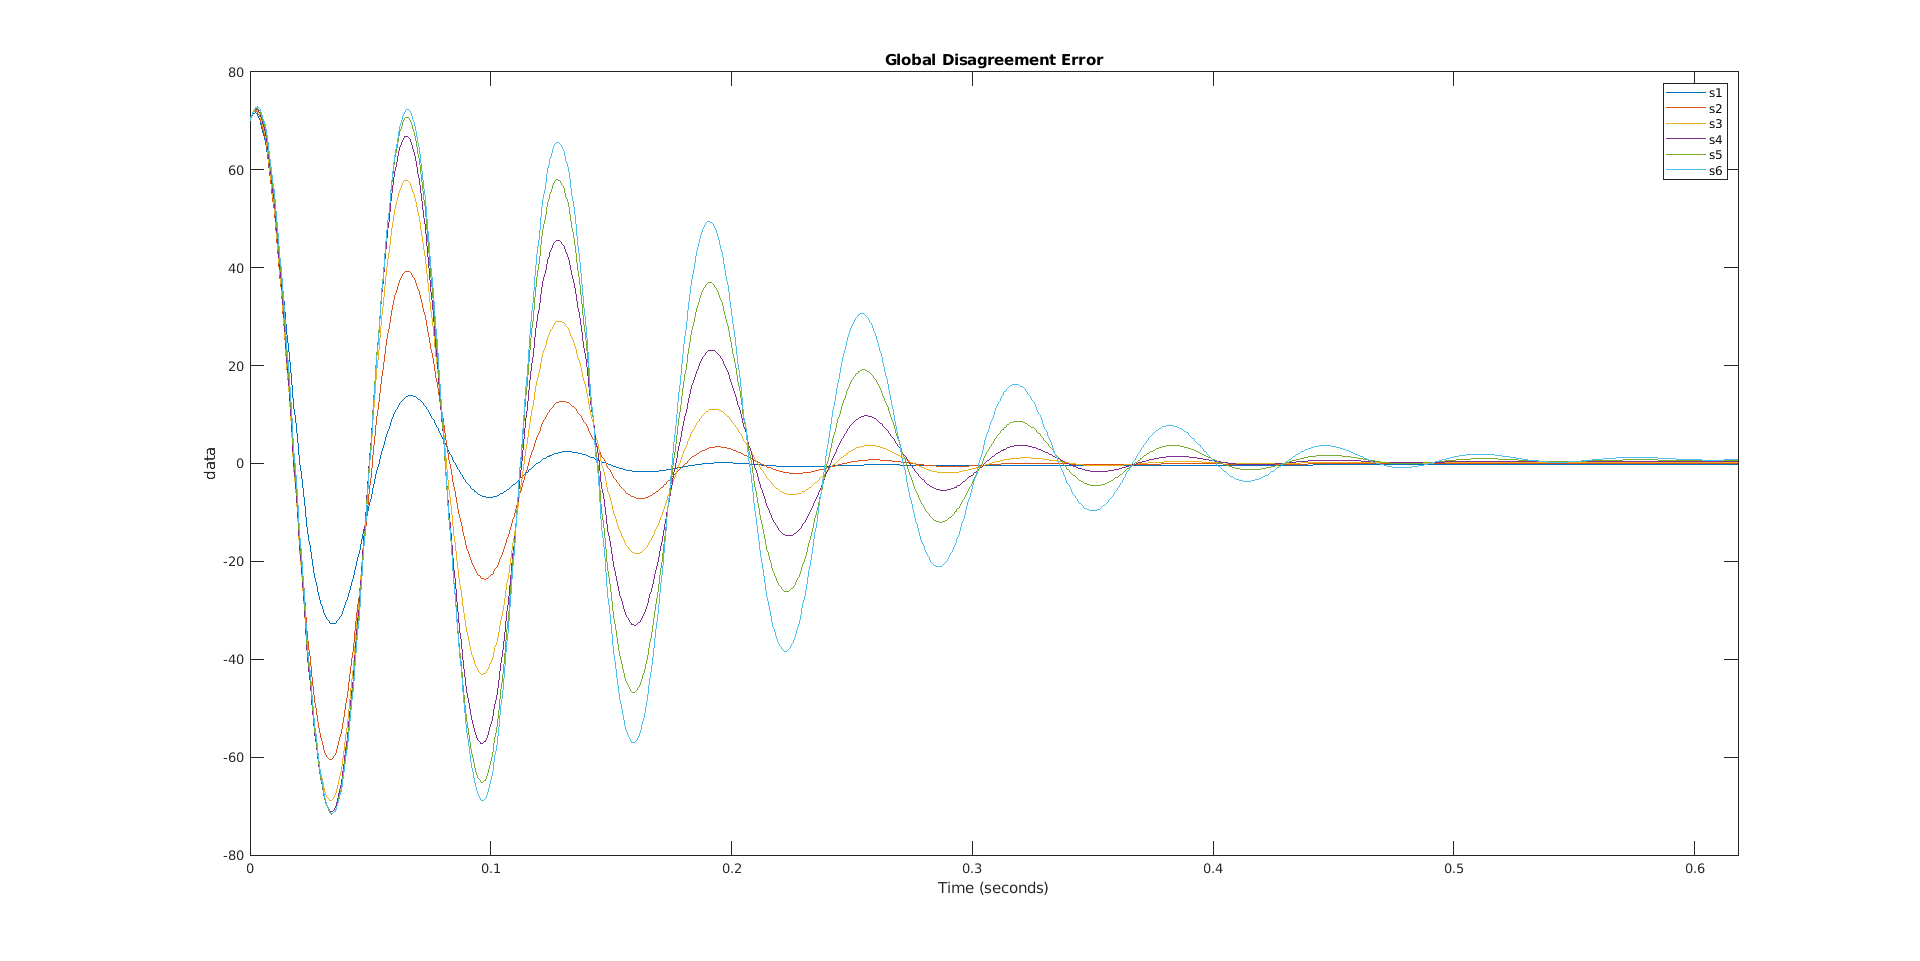 Global Disagreement Error
80
60
40
20
0
-20
-40
-60
-80
data
0 0.1 0.2 0.3 0.4 0.5 0.6
Time (seconds)
s1
s2
s3
s4
s5
s6